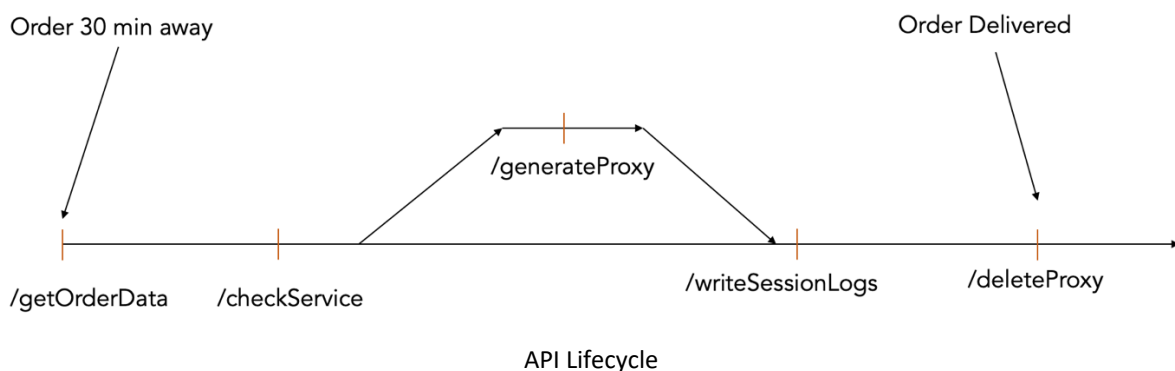 Order 30 min away
Order Delivered
/generateProxy
/getOrderData
/checkService
/writeSessionLogs
/deleteProxy
API Lifecycle